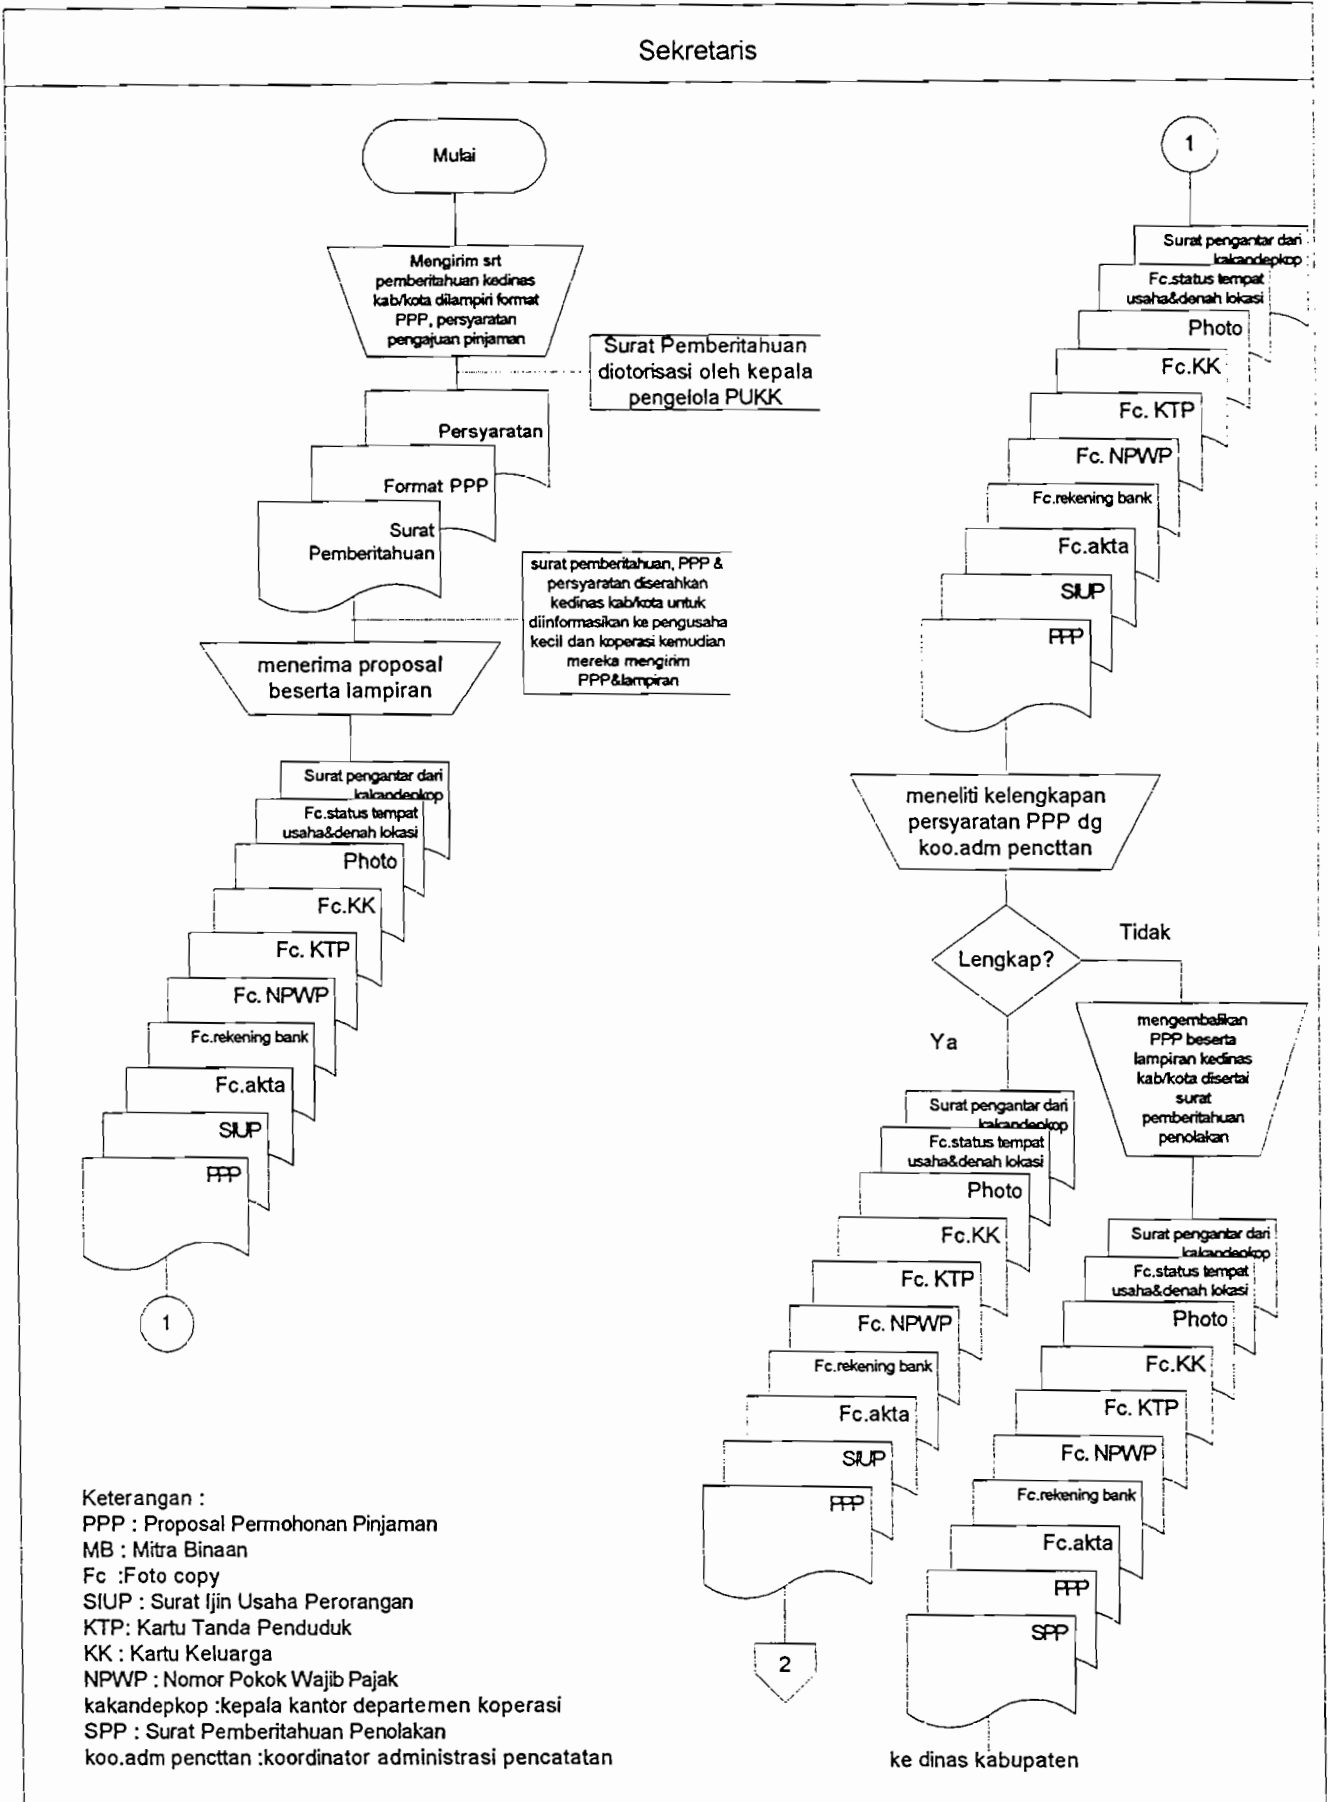 Sekretaris
Mulai
Mengirim srt
pemberitahuan kedinas
kab/kota dilampiri format
PPP, persyaratan
pengajuan pinjaman
Surat Pemberitahuan
diotorisasi oleh kepala
pengelola PUKK
Persyaratan
Format PPP
Surat
Pemberitahuan
surat pemberitahuan, PPP &
persyaratan diserahkan
kedinas kab/kota untuk
diinformasikan ke pengusaha
kecil dan koperasi kemudian
mereka mengirim
PPP&lampiran
menerima proposal
beserta lampiran
Surat pengantar dari
kakandepkop
Fc.status tempat
usaha&denah lokasi
Photo
Fc.KK
Fc. KTP
Fc. NPWP
Fc.rekening bank
Fc.akta
SIUP
PPP
1
1
Surat pengantar dari
kakandepkop
Fc.status tempat
usaha&denah lokasi
Photo
Fc.KK
Fc. KTP
Fc. NPWP
Fc.rekening bank
Fc.akta
SIUP
PPP
meneliti kelengkapan
persyaratan PPP dg
koo.adm pencttan
Lengkap?
Tidak
Ya
mengembalikan
PPP beserta
lampiran kedinas
kab/kota disertai
surat
pemberitahuan
penolakan
Surat pengantar dari
kakandepkop
Fc.status tempat
usaha&denah lokasi
Photo
Fc.KK
Fc. KTP
Fc. NPWP
Fc.rekening bank
Fc.akta
SIUP
PPP
2
Surat pengantar dari
kakandepkop
Fc.status tempat
usaha&denah lokasi
Photo
Fc.KK
Fc. KTP
Fc. NPWP
Fc.rekening bank
Fc.akta
PPP
SPP
ke dinas kabupaten
Keterangan :
PPP : Proposal Permohonan Pinjaman
MB : Mitra Binaan
Fc :Foto copy
SIUP : Surat Ijin Usaha Perorangan
KTP: Kartu Tanda Penduduk
KK : Kartu Keluarga
NPWP : Nomor Pokok Wajib Pajak
kakandepkop :kepala kantor departemen koperasi
SPP : Surat Pemberitahuan Penolakan
koo.adm pencttan :koordinator administrasi pencatatan